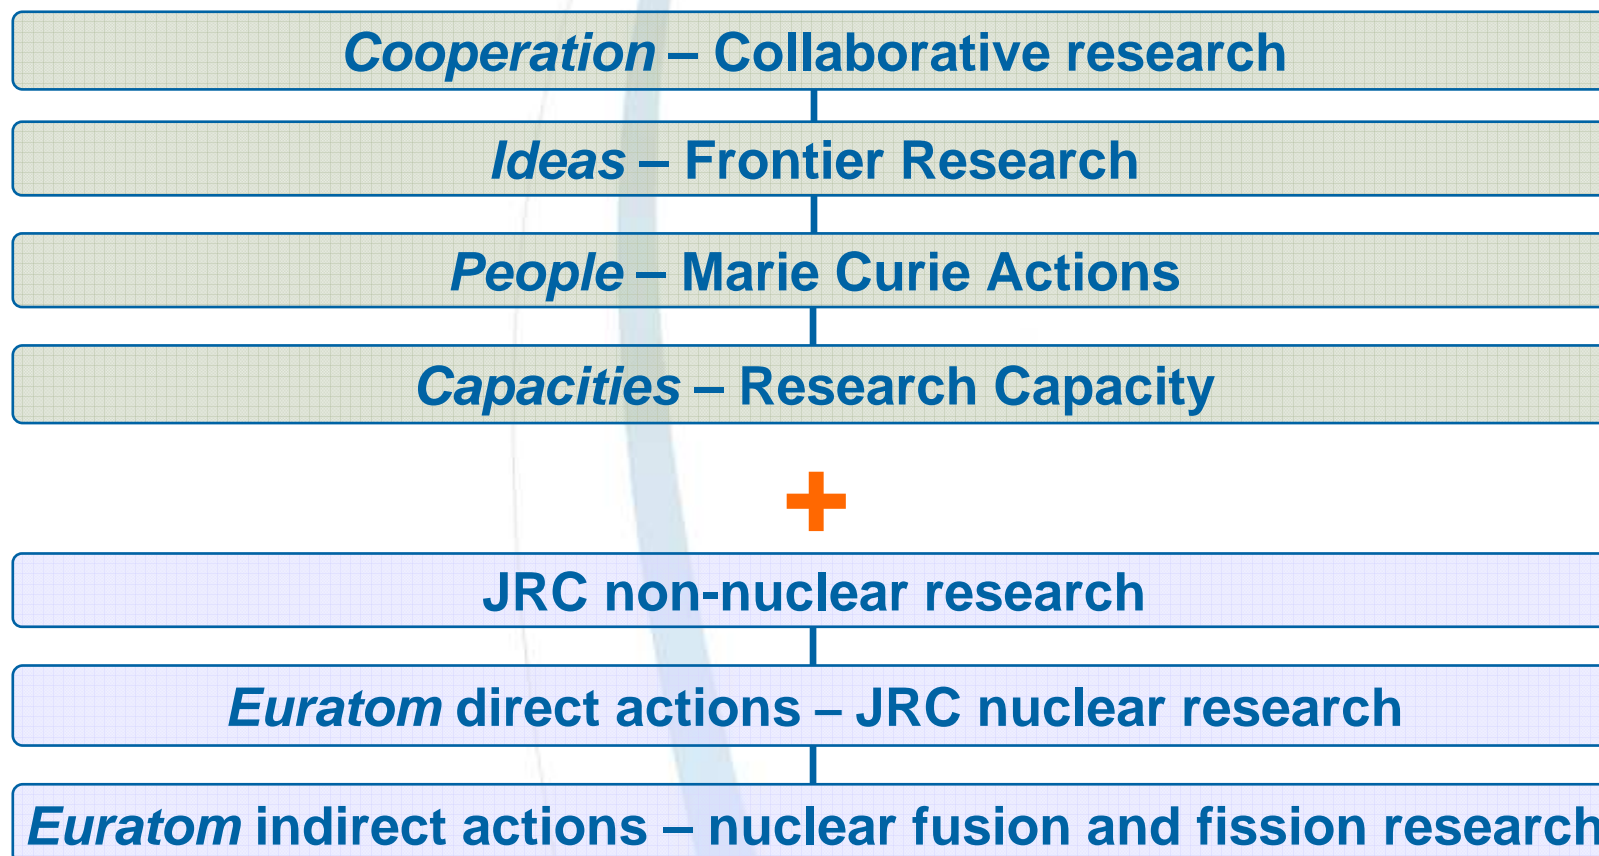 Cooperation – Collaborative research
Ideas – Frontier Research
People – Marie Curie Actions
Capacities – Research Capacity
+
JRC non-nuclear research
Euratom direct actions – JRC nuclear research
Euratom indirect actions – nuclear fusion and fission research